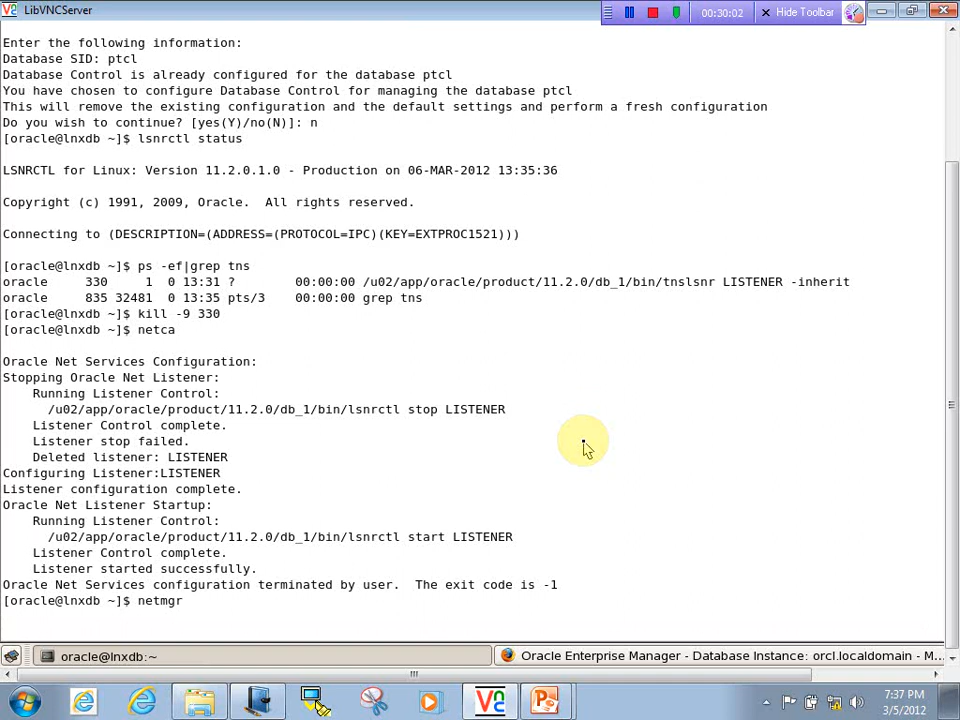 LibVNCServer
00:30:02
Hide Toolbar
Enter the following information:
Database SID: ptcl
Database Control is already configured for the database ptcl
You have chosen to configure Database Control for managing the database ptcl
This will remove the existing configuration and the default settings and perform a fresh configuration
Do you wish to continue? [yes(Y)/no(N)]: n
[oracle@lnxdb ~]$ lsnrctl status
LSNRCTL for Linux: Version 11.2.0.1.0 - Production on 06-MAR-2012 13:35:36
Copyright (c) 1991, 2009, Oracle.  All rights reserved.
Connecting to (DESCRIPTION=(ADDRESS=(PROTOCOL=IPC)(KEY=EXTPROC1521)))
[oracle@lnxdb ~]$ ps -ef|grep tns
oracle     330     1  0 13:31 ?        00:00:00 /u02/app/oracle/product/11.2.0/db_1/bin/tnslsnr LISTENER -inherit
oracle     835 32481  0 13:35 pts/3    00:00:00 grep tns
[oracle@lnxdb ~]$ kill -9 330
[oracle@lnxdb ~]$ netca
Oracle Net Services Configuration:
Stopping Oracle Net Listener:
Running Listener Control:
/u02/app/oracle/product/11.2.0/db_1/bin/lsnrctl stop LISTENER
Listener Control complete.
Listener stop failed.
Deleted listener: LISTENER
Configuring Listener:LISTENER
Listener configuration complete.
Oracle Net Listener Startup:
Running Listener Control:
/u02/app/oracle/product/11.2.0/db_1/bin/lsnrctl start LISTENER
Listener Control complete.
Listener started successfully.
Oracle Net Services configuration terminated by user.  The exit code is -1
[oracle@lnxdb ~]$ netmgr
oracle@lnxdb:~
Oracle Enterprise Manager - Database Instance: orcl.localdomain - M...
7:37 PM
3/5/2012